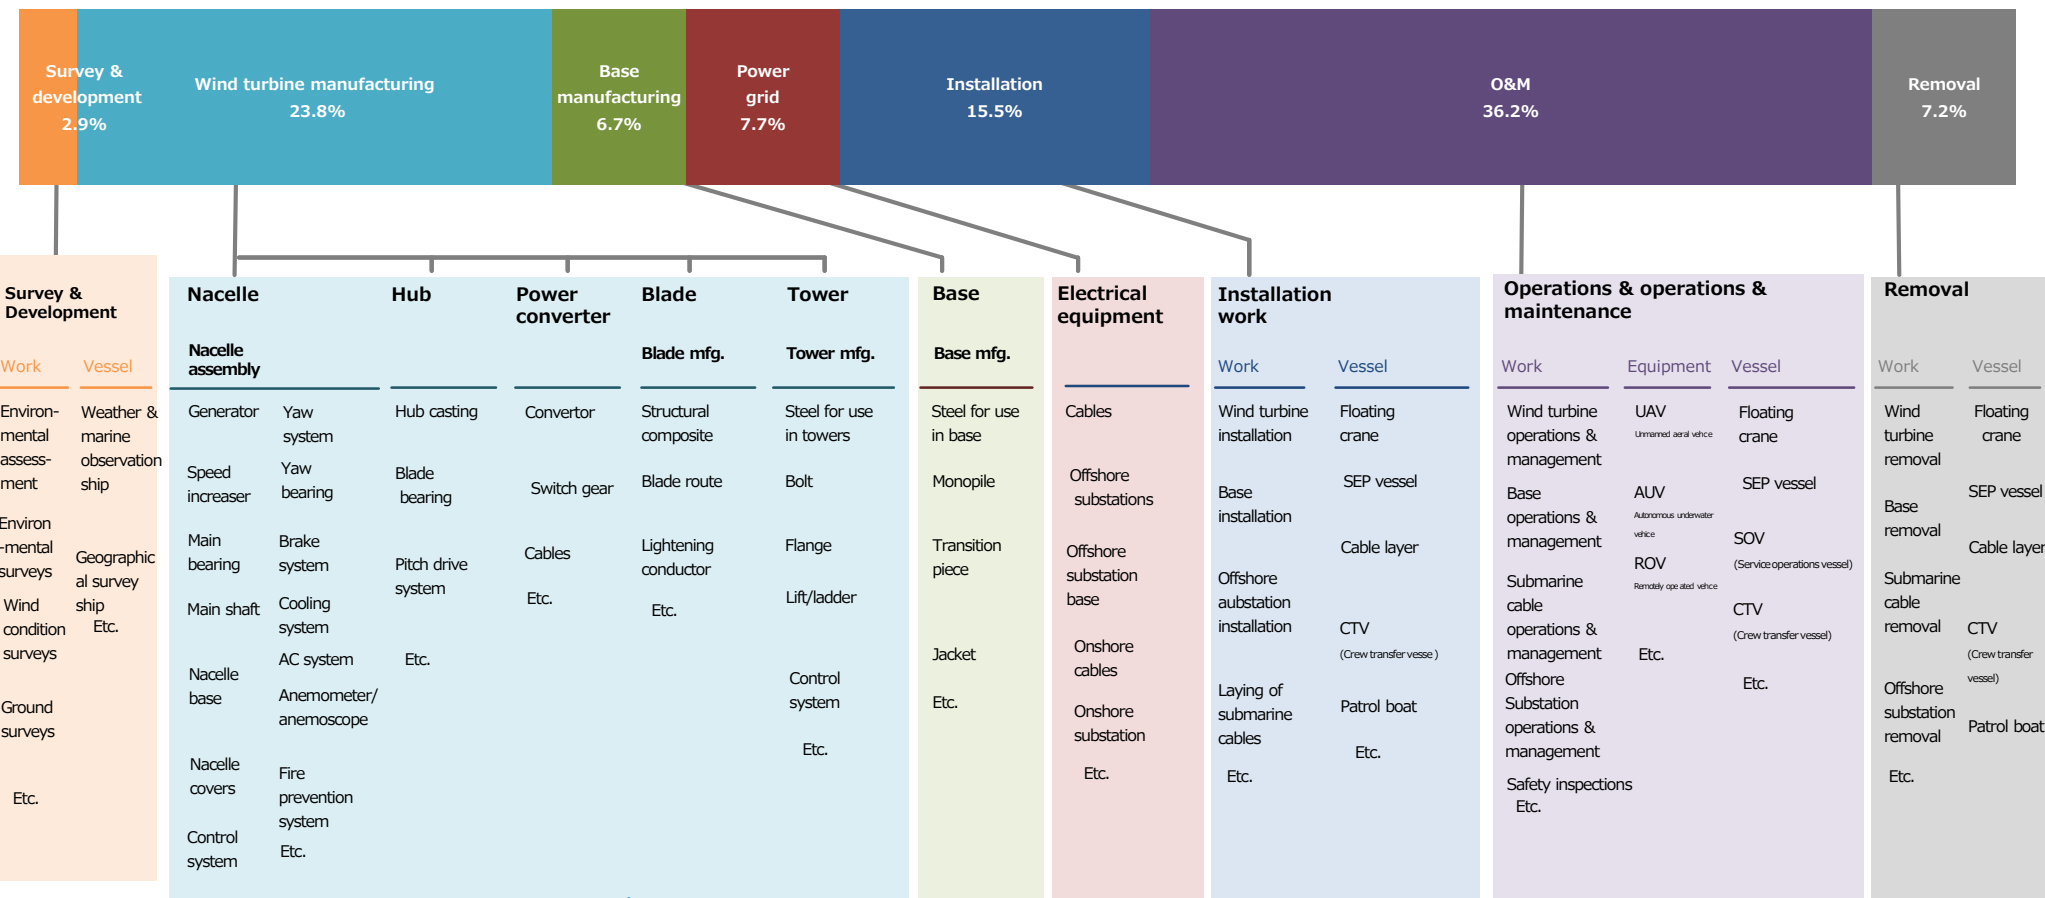 Survey &
development
2.9%
Wind turbine manufacturing
23.8%
Base
manufacturing
6.7%
Power
grid
7.7%
Installation
15.5%
O&M
36.2%
Removal
7.2%
Survey &
Development
Work
Environ-
mental
assess-
ment
Environ
-mental
surveys
Wind
condition
surveys
Ground
surveys
Etc.
Vessel
Weather &
marine
observation
ship
Geographic
al survey
ship
Etc.
Nacelle
Nacelle
assembly
Generator
Speed
increaser
Main
bearing
Main shaft
Nacelle
base
Nacelle
covers
Control
system
Yaw
system
Yaw
bearing
Brake
system
Cooling
system
AC system
Anemometer/
anemoscope
Fire
prevention
system
Etc.
Hub
Hub casting
Blade
bearing
Pitch drive
system
Etc.
Power
converter
Convertor
Switch gear
Cables
Etc.
Blade
Blade mfg.
Structural
composite
Blade route
Lightening
conductor
Etc.
Tower
Tower mfg.
Steel for use
in towers
Bolt
Flange
Lift/ladder
Control
system
Etc.
Base
Base mfg.
Steel for use
in base
Monopile
Transition
piece
Jacket
Etc.
Electrical
equipment
Cables
Offshore
substations
Offshore
substation
base
Onshore
cables
Onshore
substation
Etc.
Installation
work
Work
Wind turbine
installation
Base
installation
Offshore
aubstation
installation
Laying of
submarine
cables
Etc.
Vessel
Floating
crane
SEP vessel
Cable layer
CTV
(Crew transfer vesse )
Patrol boat
Etc.
Operations & operations &
maintenance
Work
Wind turbine
operations &
management
Base
operations &
management
Submarine
cable
operations &
management
Offshore
Substation
operations &
management
Safety inspections
Etc.
Equipment
UAV
Unmanned aerial vehice
AUV
Autonomous underwater
vehice
ROV
Remotely ope ated vehice
Etc.
Vessel
Floating
crane
SEP vessel
SOV
(Service operations vessel)
CTV
(Crew transfer vessel)
Etc.
Removal
Work
Wind
turbine
removal
Base
removal
Submarine
cable
removal
Offshore
substation
removal
Etc.
Vessel
Floating
crane
SEP vessel
Cable layer
CTV
(Crew transfer
vessel)
Patrol boat